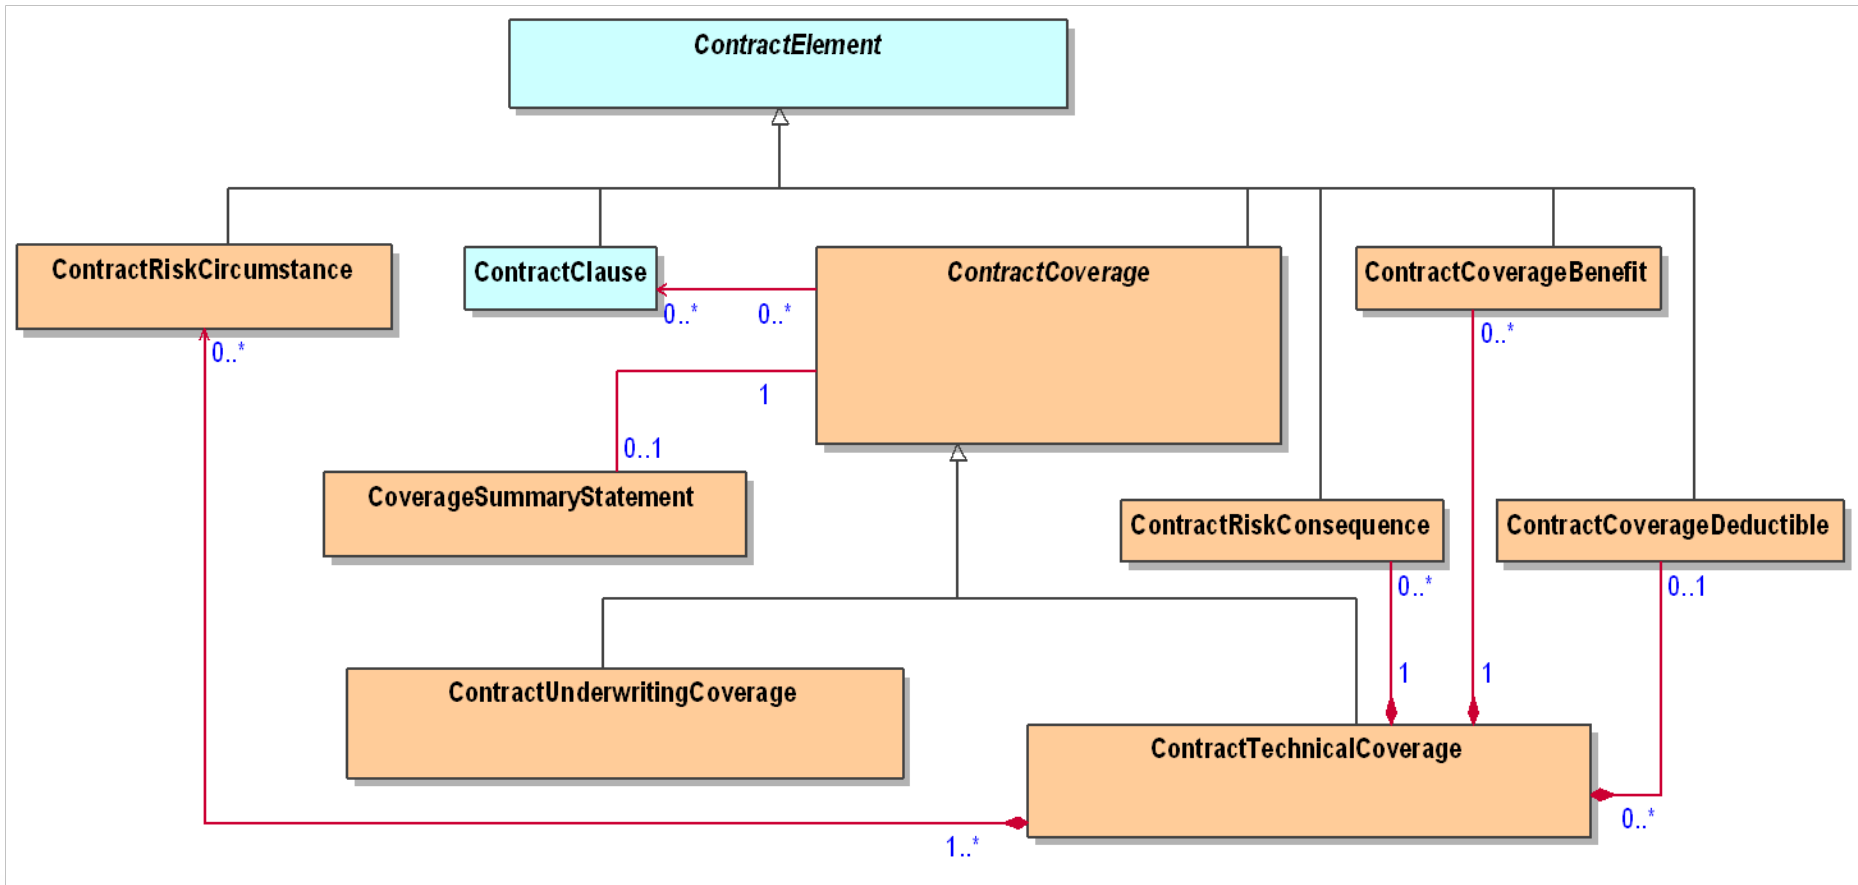 ContractElement
ContractRiskCircumstance
ContractClause
ContractCoverage
ContractCoverageBenefit
0..*
0..*
0..*
0..*
1
0..1
CoverageSummaryStatement
ContractRiskConsequence
ContractCoverageDeductible
0..*
0..1
1
1
ContractUnderwritingCoverage
ContractTechnicalCoverage
0..*
1..*